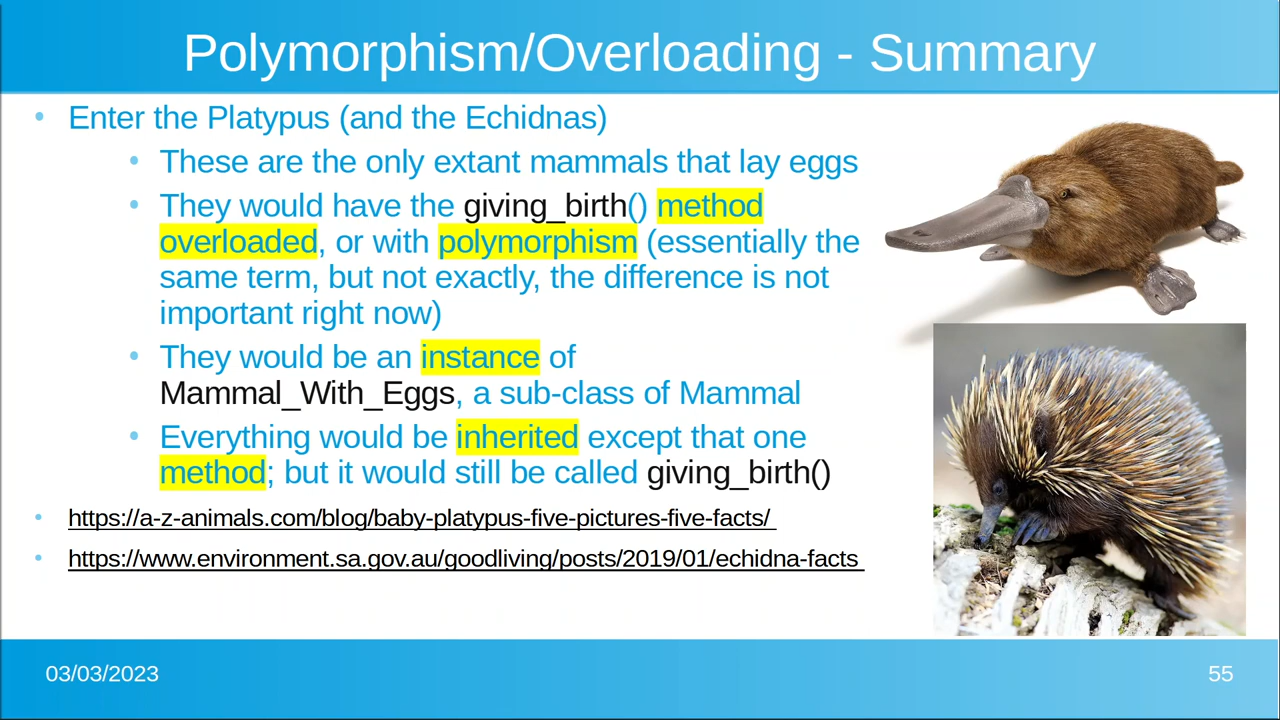 Polymorphism/Overloading - Summary
• Enter the Platypus (and the Echidnas)
• These are the only extant mammals that lay eggs
• They would have the giving_birth() method
overloaded, or with polymorphism (essentially the
same term, but not exactly, the difference is not
important right now)
• They would be an instance of
Mammal_With_Eggs, a sub-class of Mammal
• Everything would be inherited except that one
method; but it would still be called giving_birth()
• https://a-z-animals.com/blog/baby-platypus-five-pictures-five-facts/
• https://www.environment.sa.gov.au/goodliving/posts/2019/01/echidna-facts
03/03/2023
55